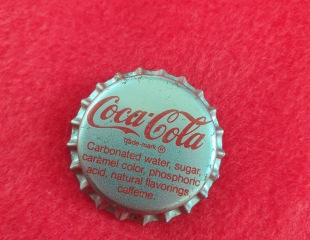 Coca-Cola
trade-mark ®
Carbonated water, sugar,
caramel color, phosphoric
acid, natural flavorings,
caffeine.